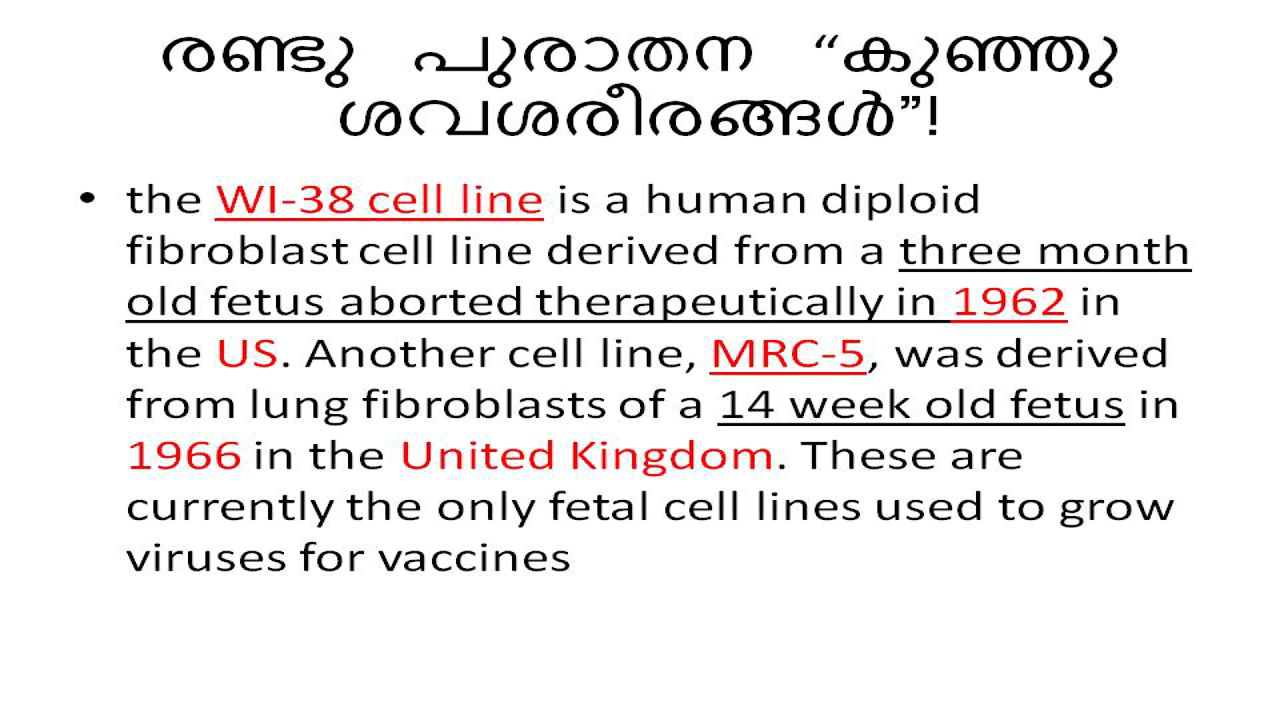 രണ്ടു പുരാതന “കുഞ്ഞു
ശവശരീരങ്ങൾ”!
• the WI-38 cell line is a human diploid
fibroblast cell line derived from a three month
old fetus aborted therapeutically in 1962 in
the US. Another cell line, MRC-5, was derived
from lung fibroblasts of a 14 week old fetus in
1966 in the United Kingdom. These are
currently the only fetal cell lines used to grow
viruses for vaccines